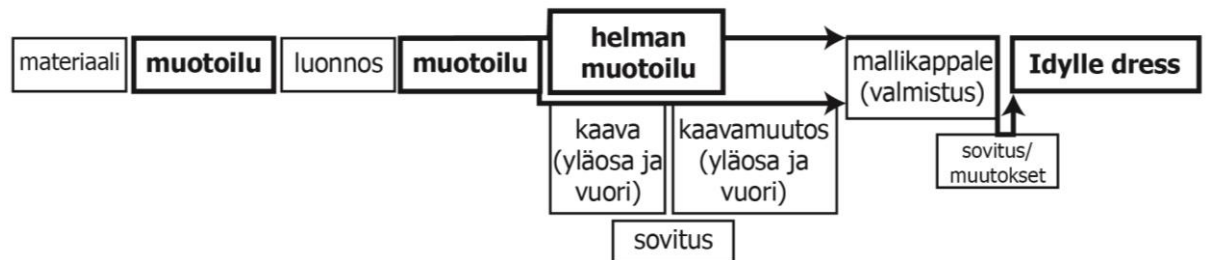 materiaali
muotoilu
luonnos
muotoilu
helman
muotoilu
kaava
(yläosa ja
vuori)
kaavamuutos
(yläosa ja
vuori)
sovitus
mallikappale
(valmistus)
sovitus/
muutokset
Idylle dress